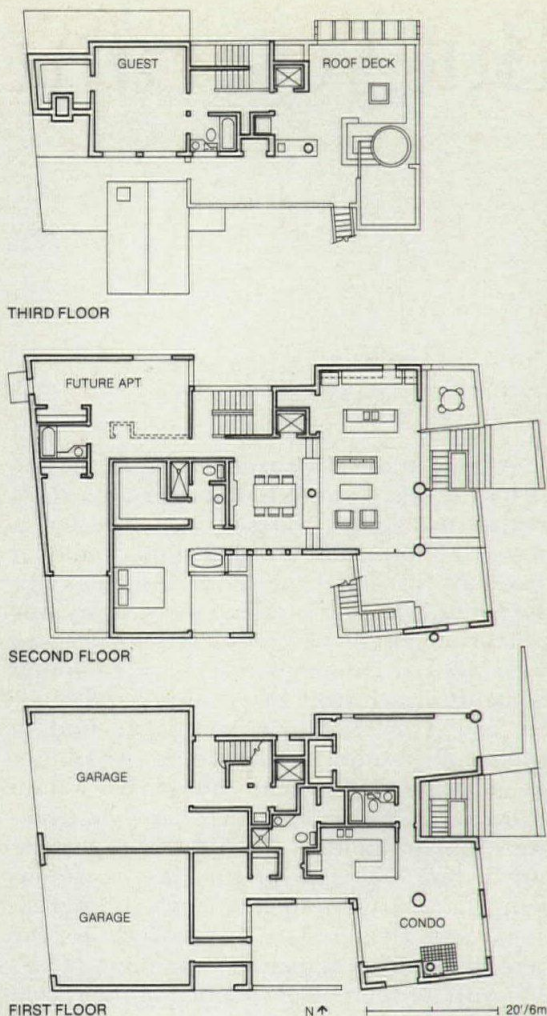 GUEST
ROOF DECK
THIRD FLOOR
FUTURE APT
SECOND FLOOR
GARAGE
GARAGE
CONDO
FIRST FLOOR
N ↑
20'/6m